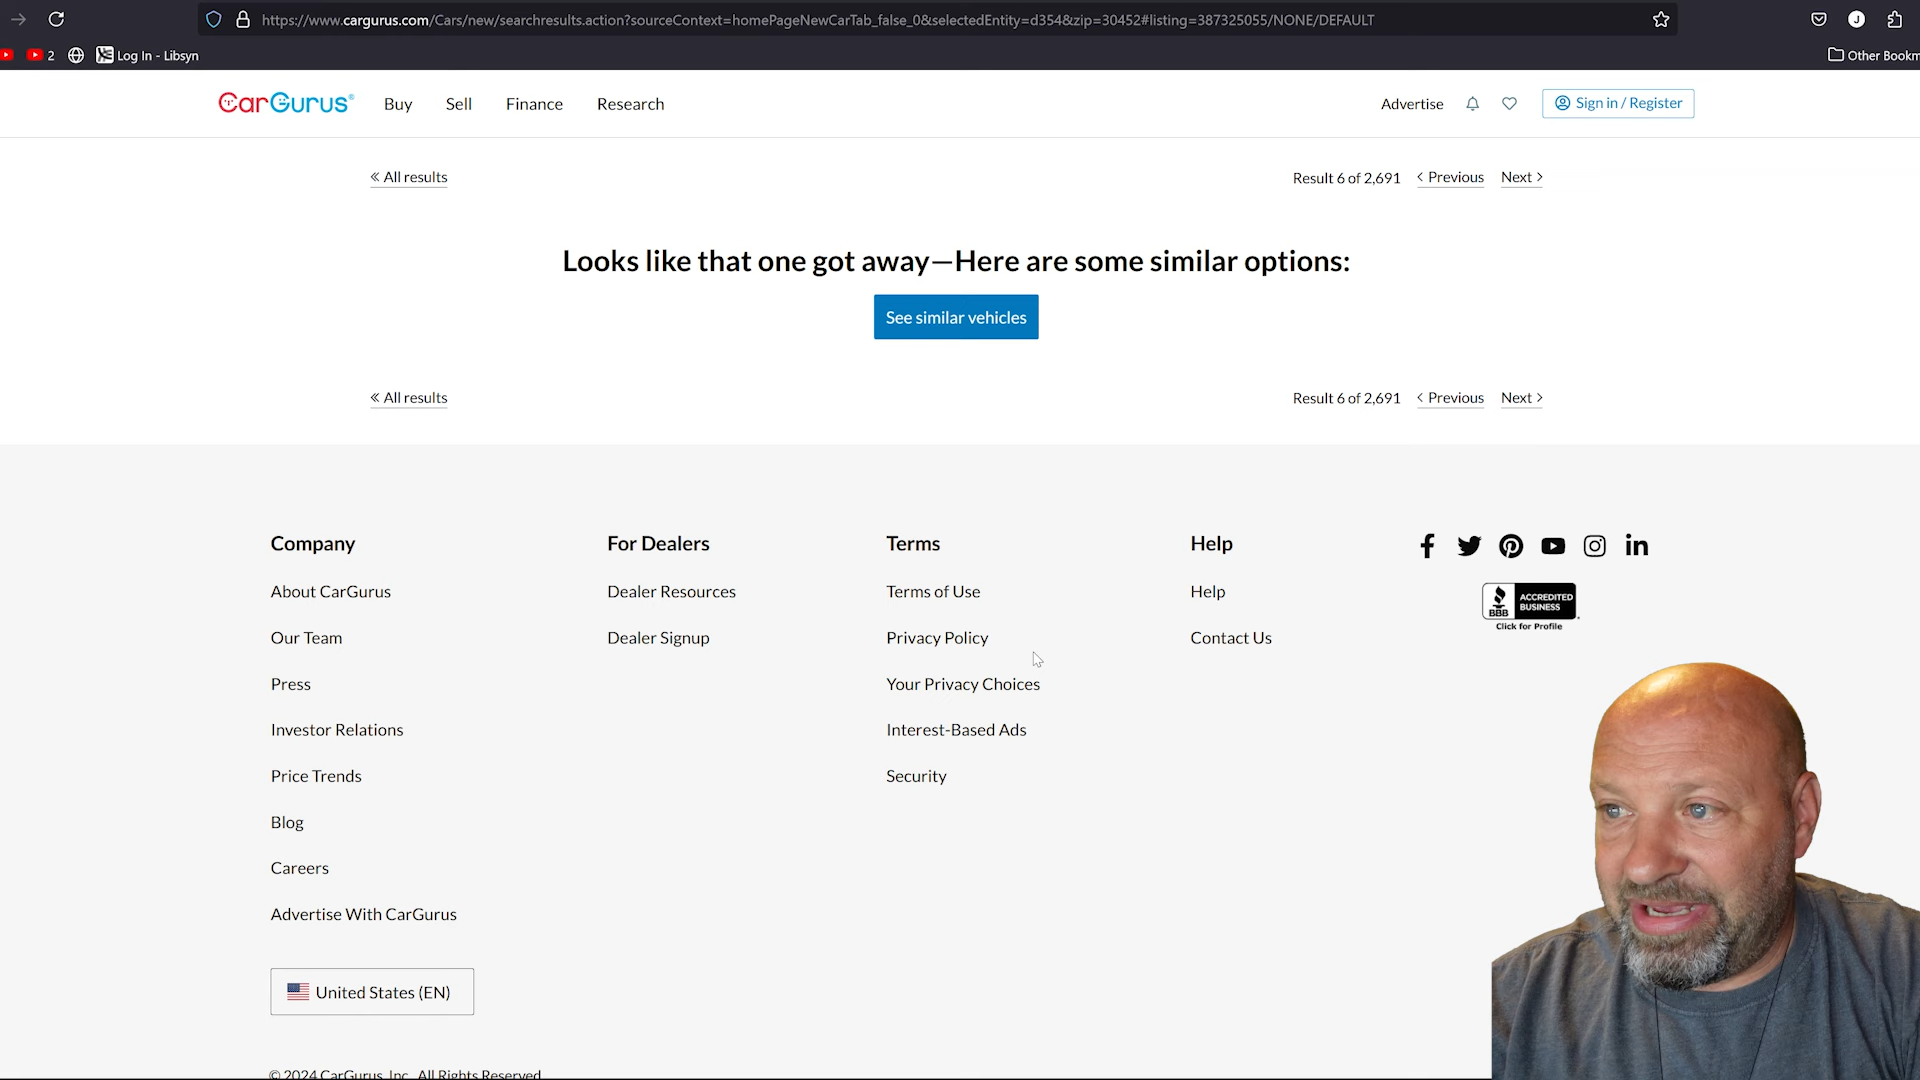 https://www.cargurus.com/Cars/new/searchresults.action?sourceContext=homePageNewCarTab_false_0&selectedEntity=d354&zip=30452#listing=387325055/NONE/DEFAULT
J
2
Log In - Libsyn
Other Bookm
CarGurus®
Buy
Sell
Finance
Research
Advertise
Sign in / Register
« All results
Result 6 of 2,691
< Previous
Next >
Looks like that one got away—Here are some similar options:
See similar vehicles
« All results
Result 6 of 2,691
< Previous
Next >
Company
About CarGurus
Our Team
Press
Investor Relations
Price Trends
Blog
Careers
Advertise With CarGurus
For Dealers
Dealer Resources
Dealer Signup
Terms
Terms of Use
Privacy Policy
Your Privacy Choices
Interest-Based Ads
Security
Help
Help
Contact Us
BBB
ACCREDITED
BUSINESS
Click for Profile
United States (EN)
© 2024 CarGurus, Inc., All Rights Reserved.